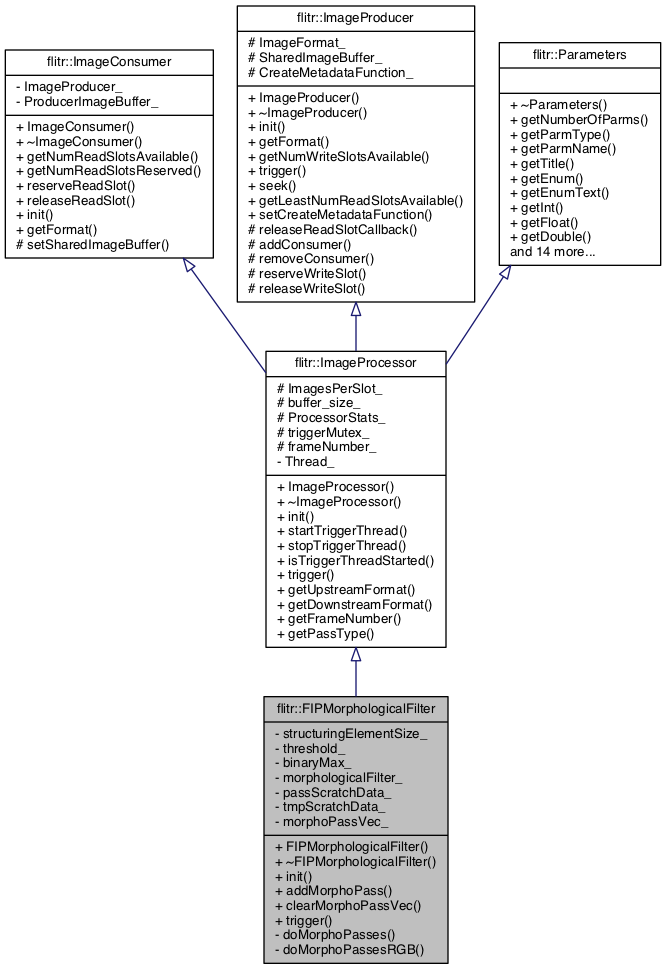 flitr::ImageConsumer
- ImageProducer_
- ProducerImageBuffer_
+ ImageConsumer()
+ ~ImageConsumer()
+ getNumReadSlotsAvailable()
+ getNumReadSlotsReserved()
+ reserveReadSlot()
+ releaseReadSlot()
+ init()
+ getFormat()
# setSharedImageBuffer()
flitr::ImageProducer
# ImageFormat_
# SharedImageBuffer_
# CreateMetadataFunction_
+ ImageProducer()
+ ~ImageProducer()
+ init()
+ getFormat()
+ getNumWriteSlotsAvailable()
+ trigger()
+ seek()
+ getLeastNumReadSlotsAvailable()
+ setCreateMetadataFunction()
# releaseReadSlotCallback()
# addConsumer()
# removeConsumer()
# reserveWriteSlot()
# releaseWriteSlot()
flitr::Parameters
+ ~Parameters()
+ getNumberOfParms()
+ getParmType()
+ getParmName()
+ getTitle()
+ getEnum()
+ getEnumText()
+ getInt()
+ getFloat()
+ getDouble()
and 14 more...
flitr::ImageProcessor
# ImagesPerSlot_
# buffer_size_
# ProcessorStats_
# triggerMutex_
# frameNumber_
- Thread_
+ ImageProcessor()
+ ~ImageProcessor()
+ init()
+ startTriggerThread()
+ stopTriggerThread()
+ isTriggerThreadStarted()
+ trigger()
+ getUpstreamFormat()
+ getDownstreamFormat()
+ getFrameNumber()
+ getPassType()
flitr::FIPMorphologicalFilter
- structuringElementSize_
- threshold_
- binaryMax_
- morphologicalFilter_
- passScratchData_
- tmpScratchData_
- morphoPassVec_
+ FIPMorphologicalFilter()
+ ~FIPMorphologicalFilter()
+ init()
+ addMorphoPass()
+ clearMorphoPassVec()
+ trigger()
- doMorphoPasses()
- doMorphoPassesRGB()